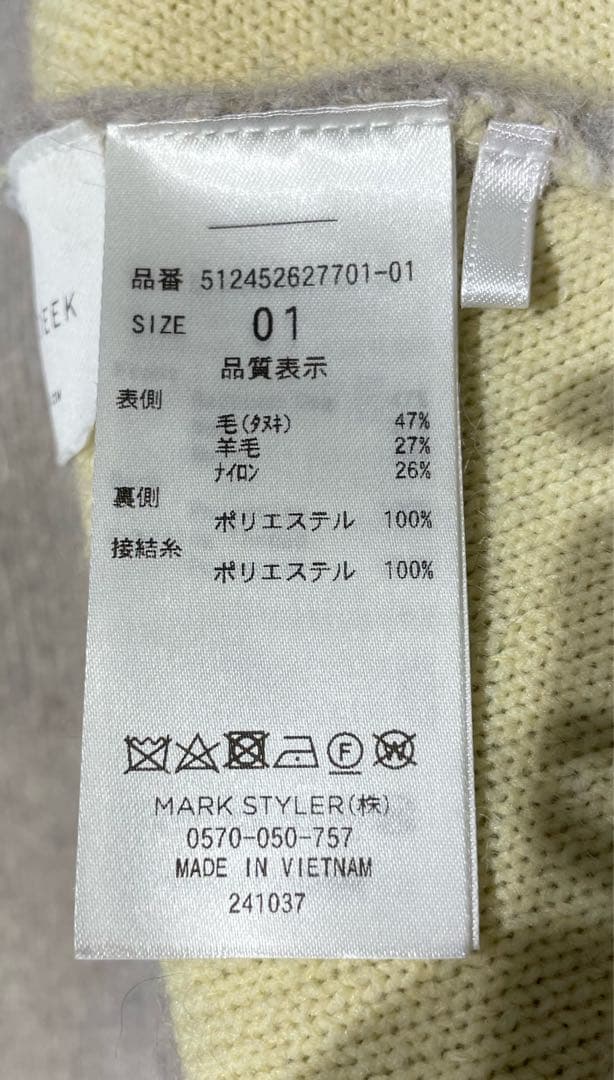 品番 512452627701-01
SIZE 01
品質表示
表側
毛(ﾀﾇｷ) 47%
羊毛 27%
ﾅｲﾛﾝ 26%
裏側
ポリエステル 100%
接結糸
ポリエステル 100%
F W
MARK STYLER(株)
0570-050-757
MADE IN VIETNAM
241037
EEK